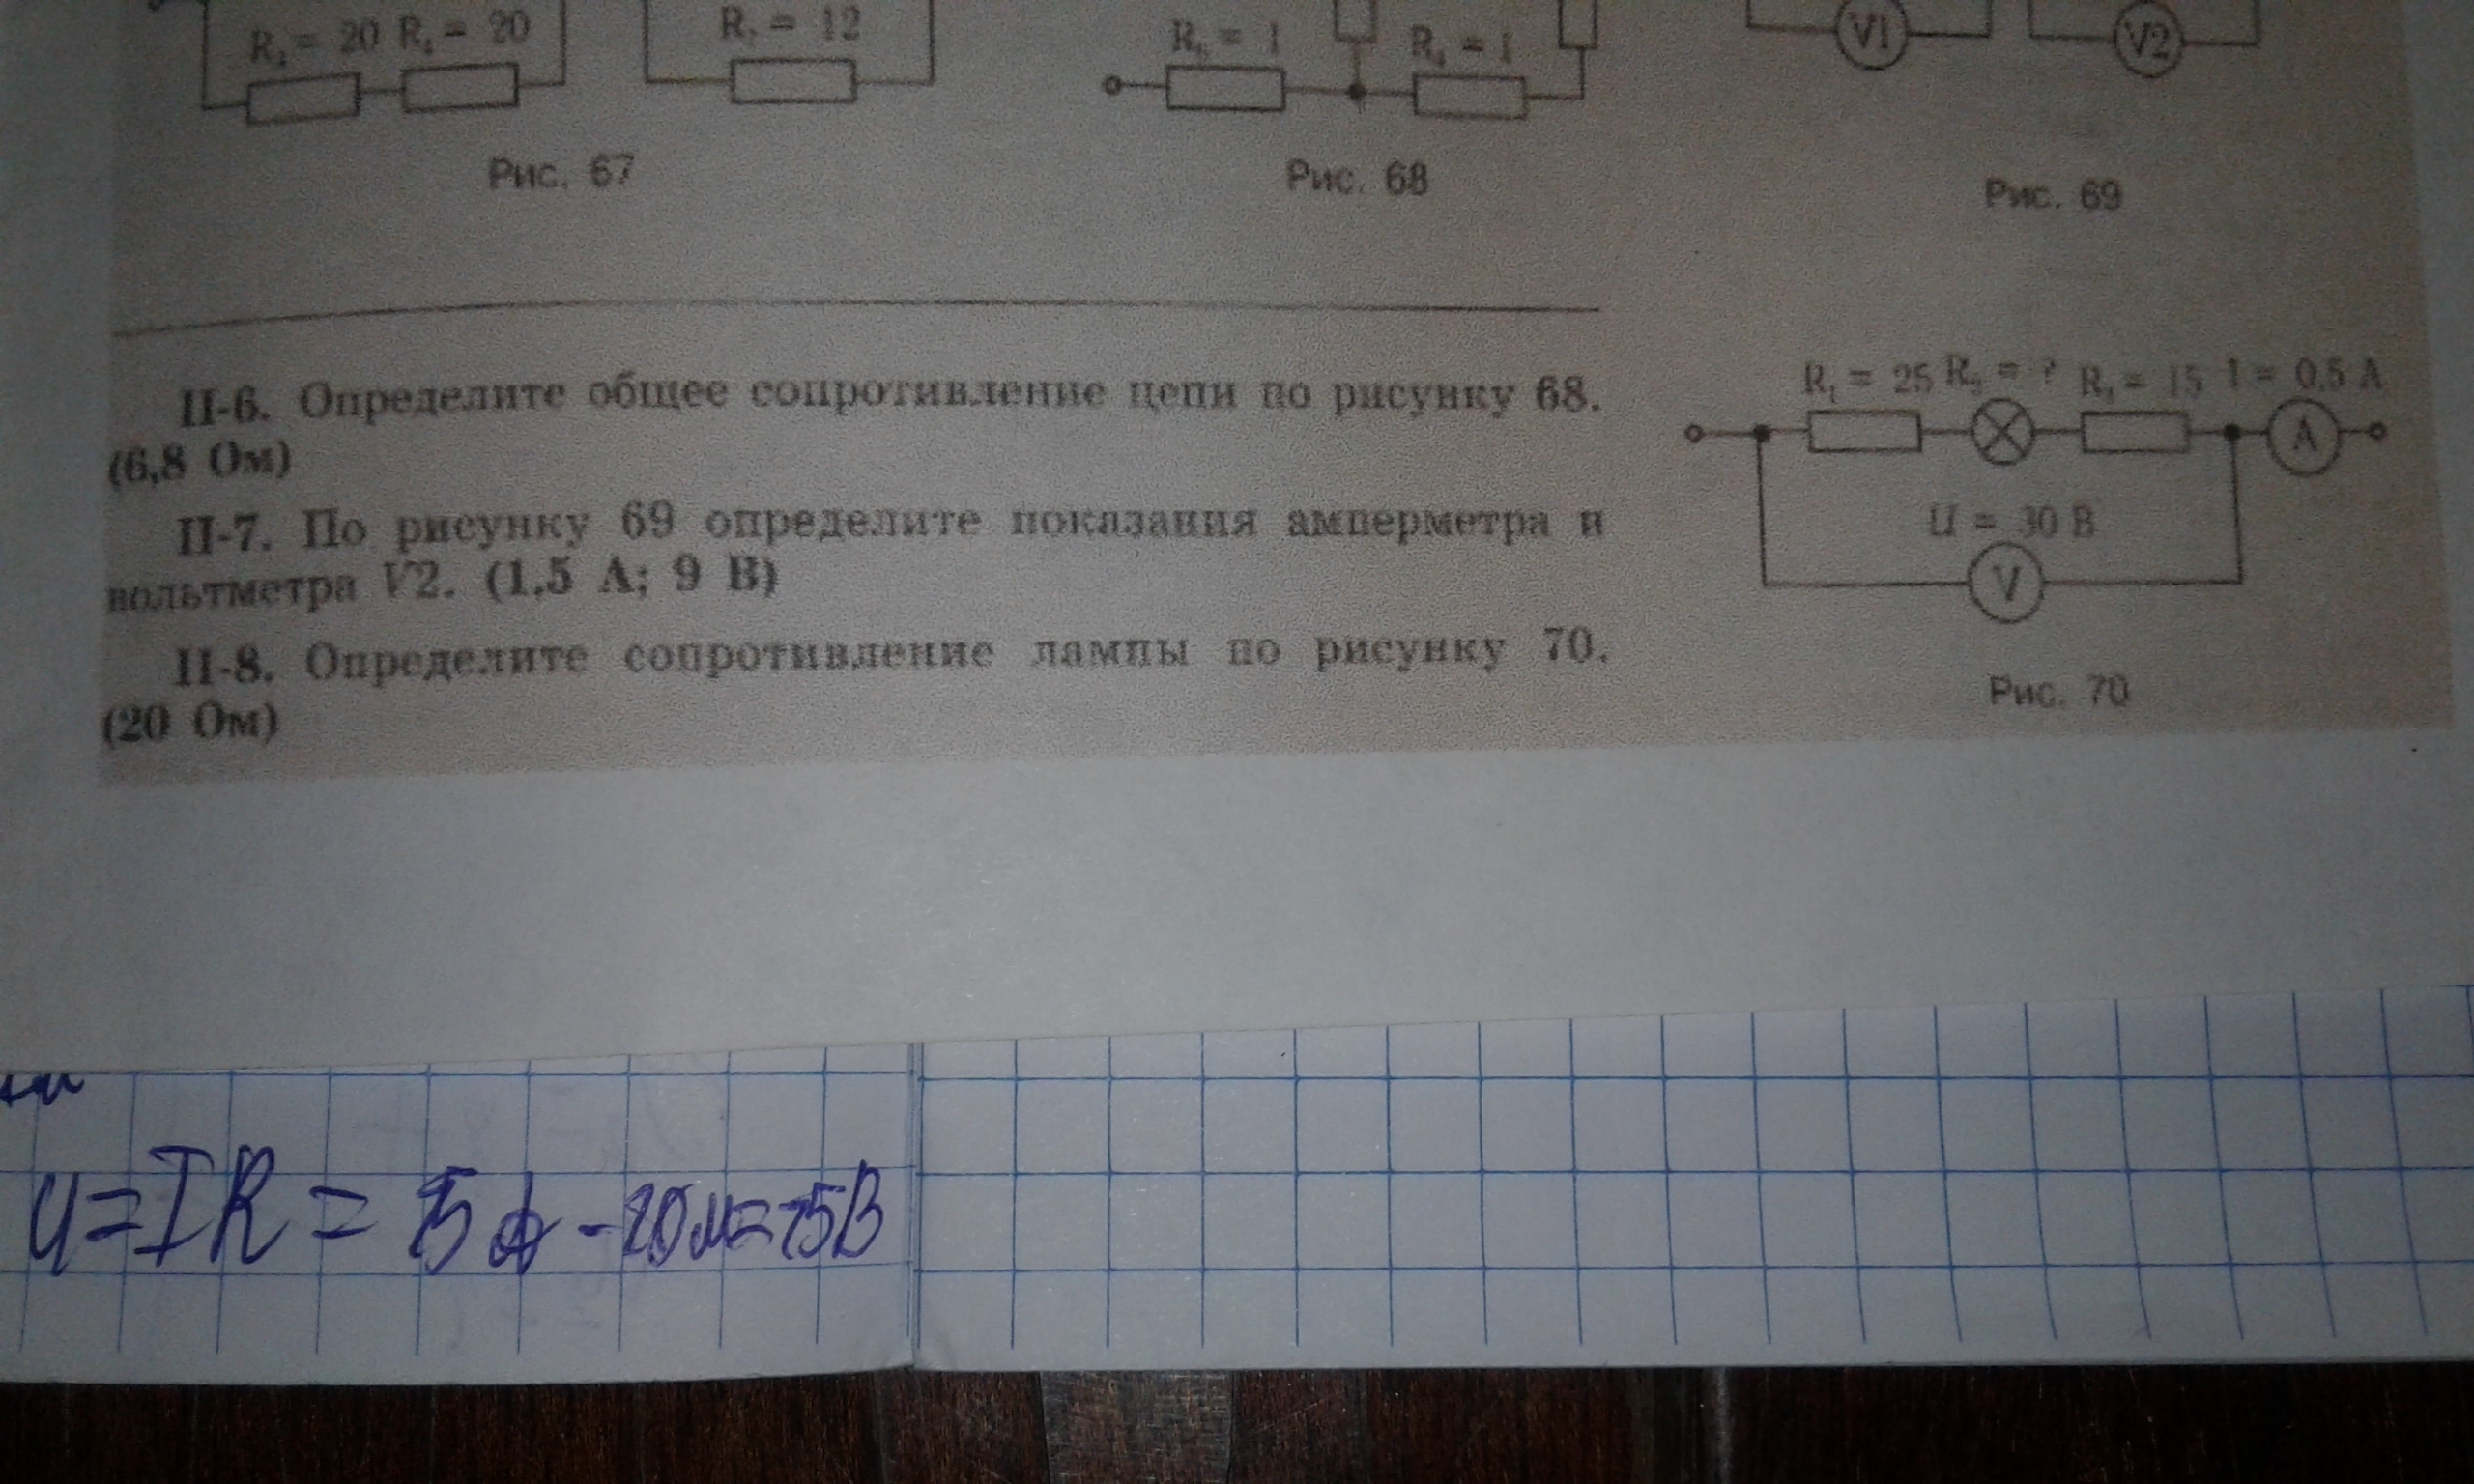 R₃ = 20 R₄ = 20
R₇ = 12
= 1
R₄ = 1
V1
V2
Рис. 67
Рис. 68
Рис. 69
II-6. Определите общее сопротивление цепи по рисунку 68.
(6,8 Ом)
II-7. По рисунку 69 определите показания амперметра и
вольтметра V2. (1,5 А; 9 В)
II-8. Определите сопротивление лампы по рисунку 70.
(20 Ом)
R₁ = 25 R₂ = ? R₃ = 15 I = 0,5 A
A
U = 30 В
V
Рис. 70
U=IR=